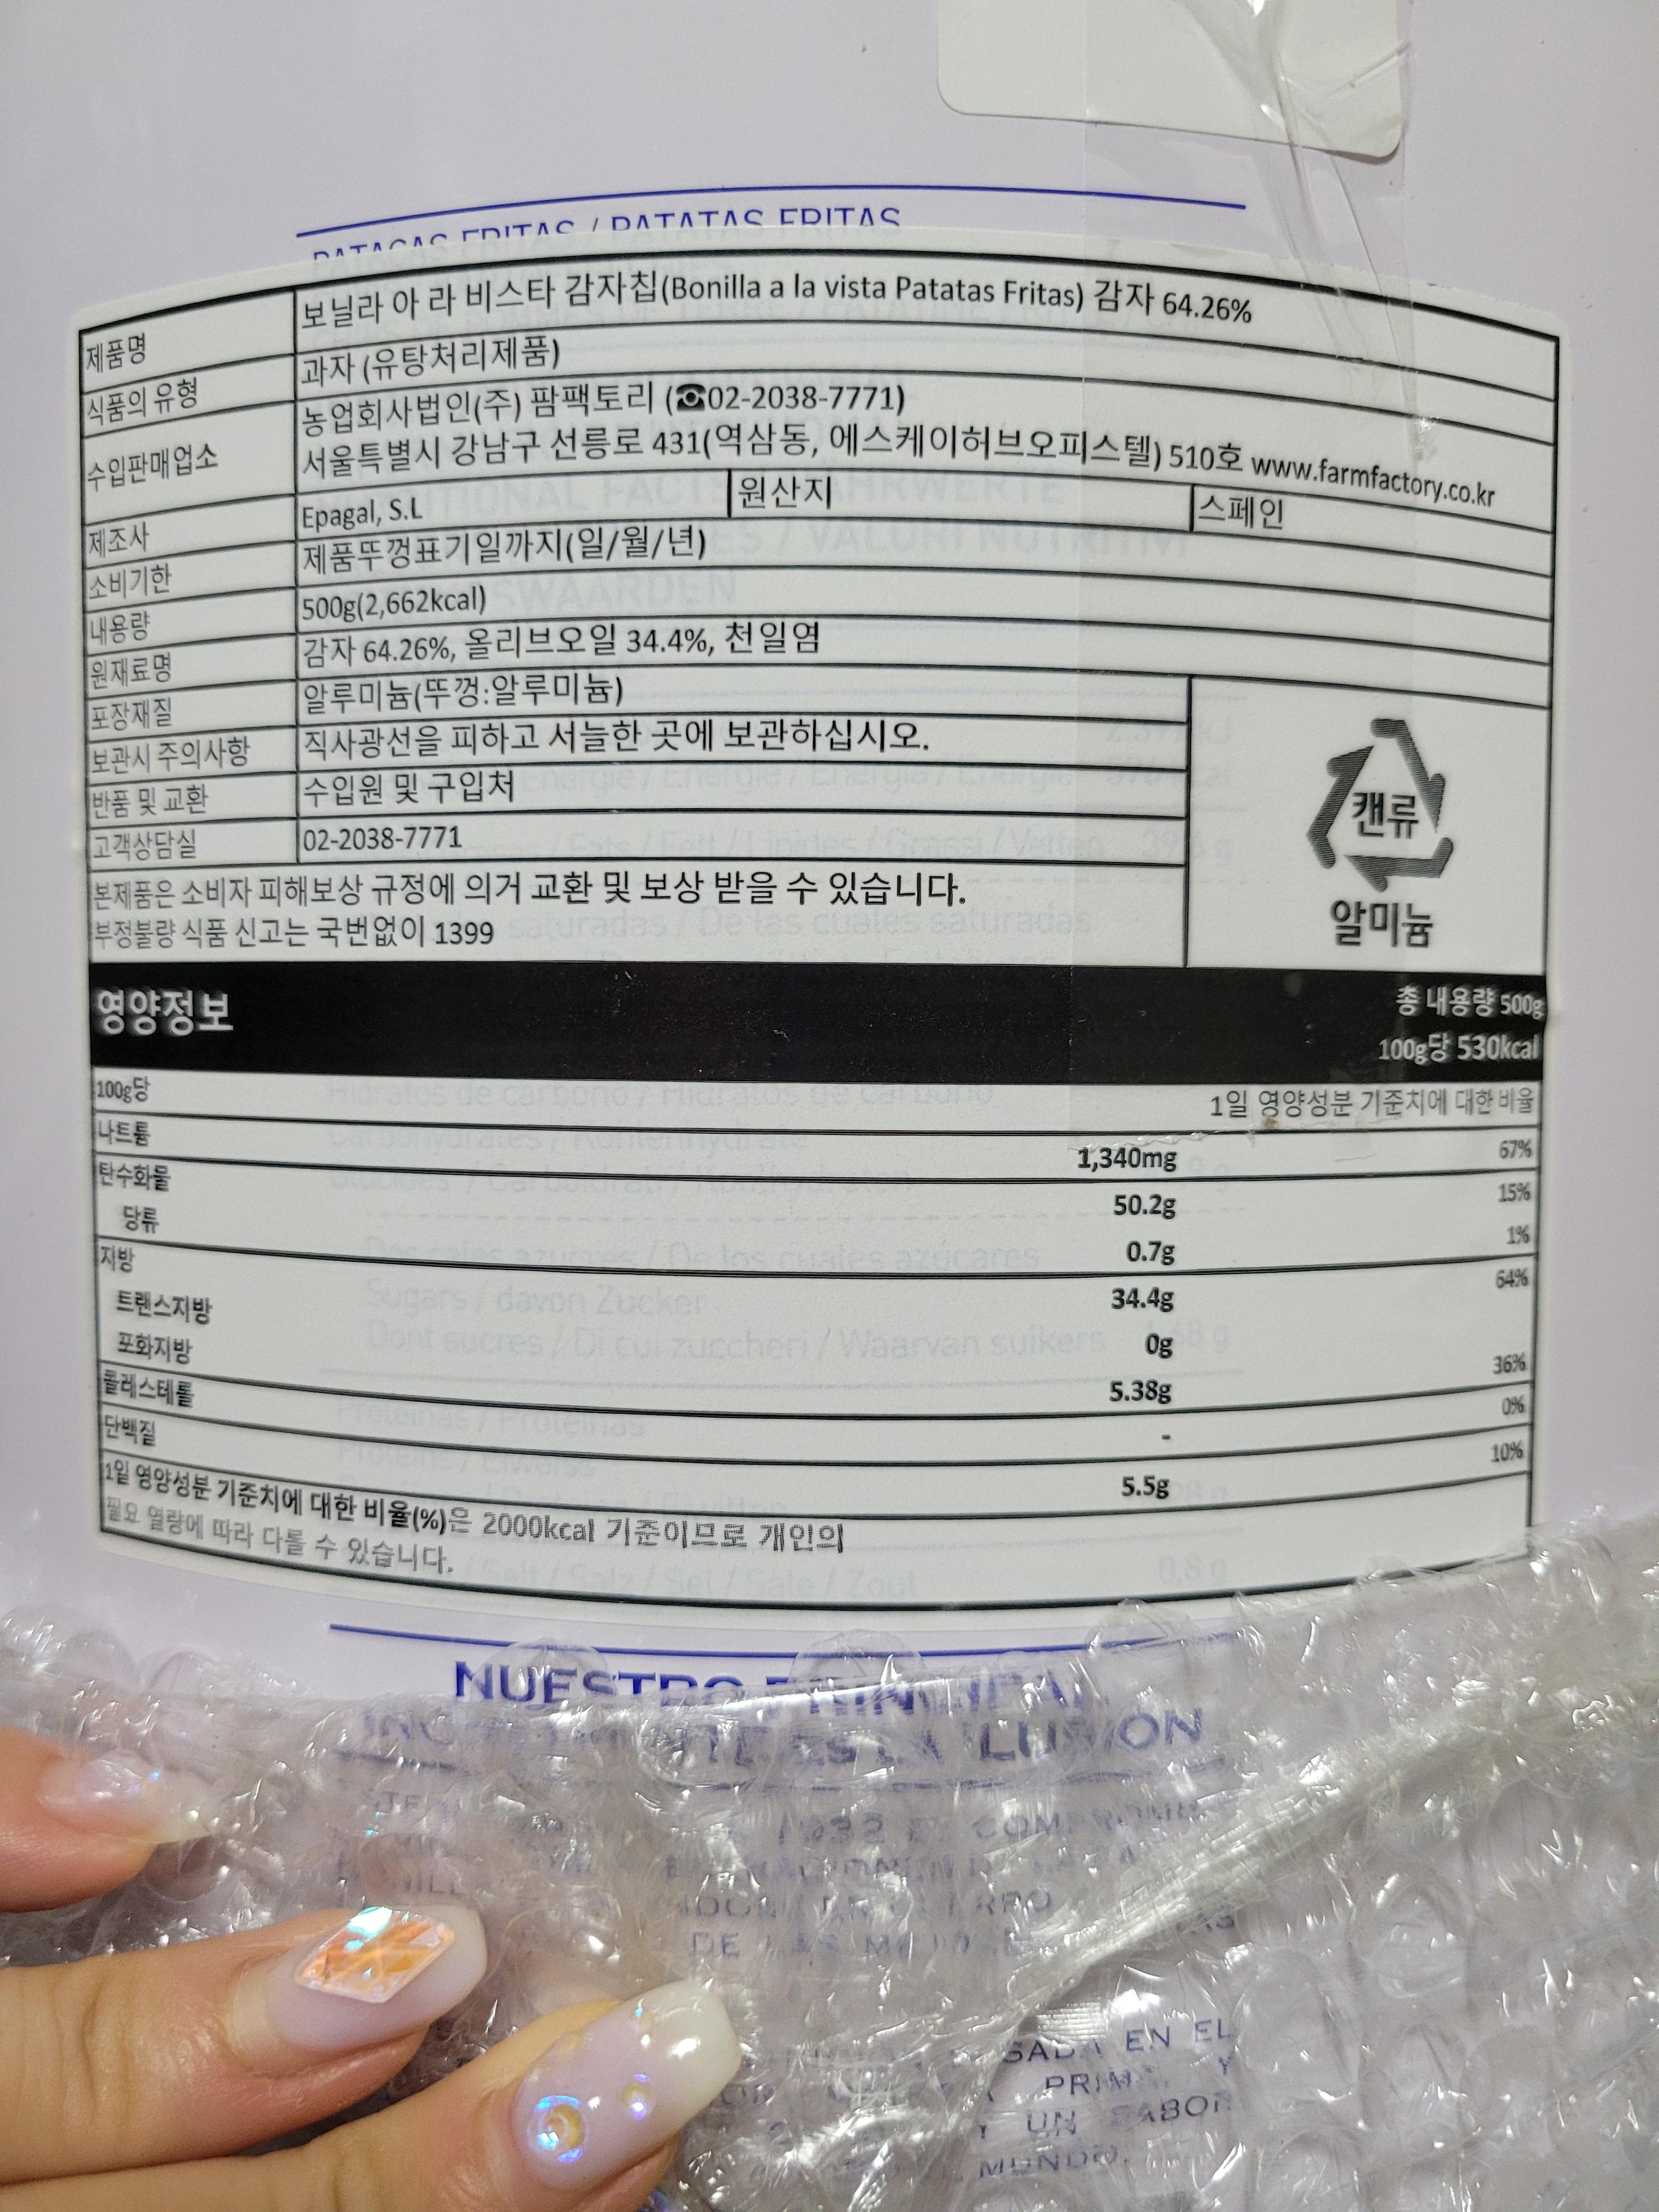 PATACAS FRITAS / PATATAS FRITAS
제품명 보닐라 아 라 비스타 감자칩(Bonilla a la vista Patatas Fritas) 감자 64.26%
식품의 유형 과자 (유탕처리제품)
수입판매업소 농업회사법인(주) 팜팩토리 (☎02-2038-7771)
서울특별시 강남구 선릉로 431(역삼동, 에스케이허브오피스텔) 510호 www.farmfactory.co.kr
제조사 Epagal, S.L 원산지 스페인
소비기한 제품뚜껑표기일까지(일/월/년)
내용량 500g(2,662kcal)
원재료명 감자 64.26%, 올리브오일 34.4%, 천일염
포장재질 알루미늄(뚜껑:알루미늄)
보관시 주의사항 직사광선을 피하고 서늘한 곳에 보관하십시오.
반품 및 교환 수입원 및 구입처
고객상담실 02-2038-7771
본제품은 소비자 피해보상 규정에 의거 교환 및 보상 받을 수 있습니다.
부정불량 식품 신고는 국번없이 1399
캔류
알미늄
영양정보 총 내용량 500g
100g당 530kcal
100g당 1일 영양성분 기준치에 대한 비율
나트륨 1,340mg 67%
탄수화물 50.2g 15%
당류 0.7g 1%
지방 34.4g 64%
트랜스지방 0g
포화지방 5.38g 36%
콜레스테롤 - 0%
단백질 5.5g 10%
1일 영양성분 기준치에 대한 비율(%)은 2000kcal 기준이므로 개인의
필요 열량에 따라 다를 수 있습니다.
NUESTRO PRINCIPAL
INGREDIENTE ES LA ILUSIÓN
1932
DE LAS
EN EL
Y
UN SABOR
MUNDO.